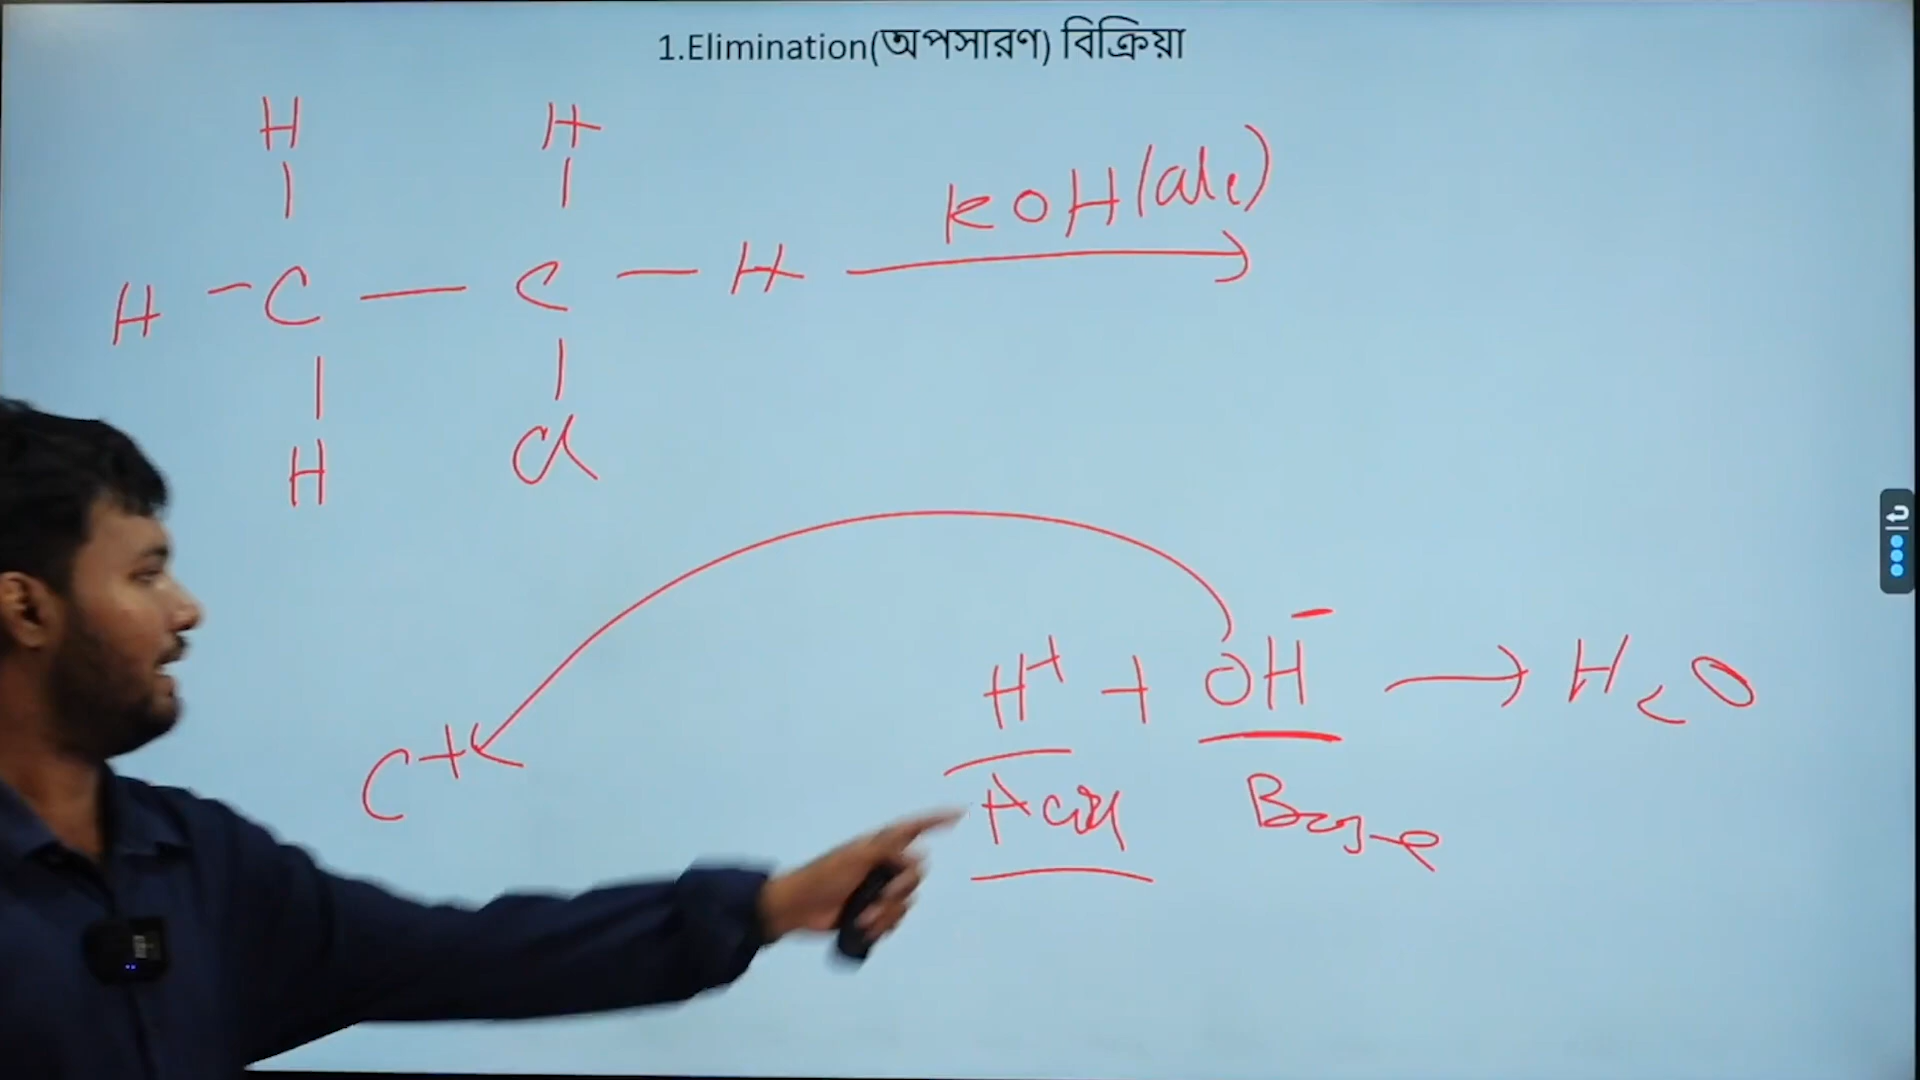 1.Elimination(অপসারণ) বিক্রিয়া
H H
H - C — C — H KOH(alc) →
H Cl
H+ + OH- → H2O
C+
Acid Base